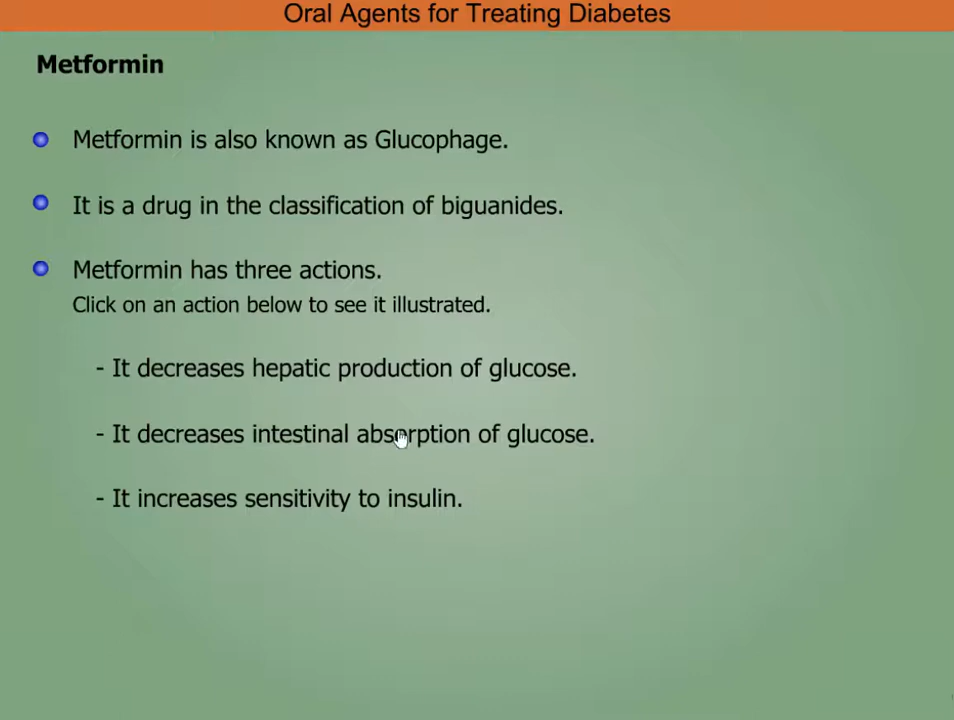 Oral Agents for Treating Diabetes
Metformin
Metformin is also known as Glucophage.
It is a drug in the classification of biguanides.
Metformin has three actions.
Click on an action below to see it illustrated.
- It decreases hepatic production of glucose.
- It decreases intestinal absorption of glucose.
- It increases sensitivity to insulin.